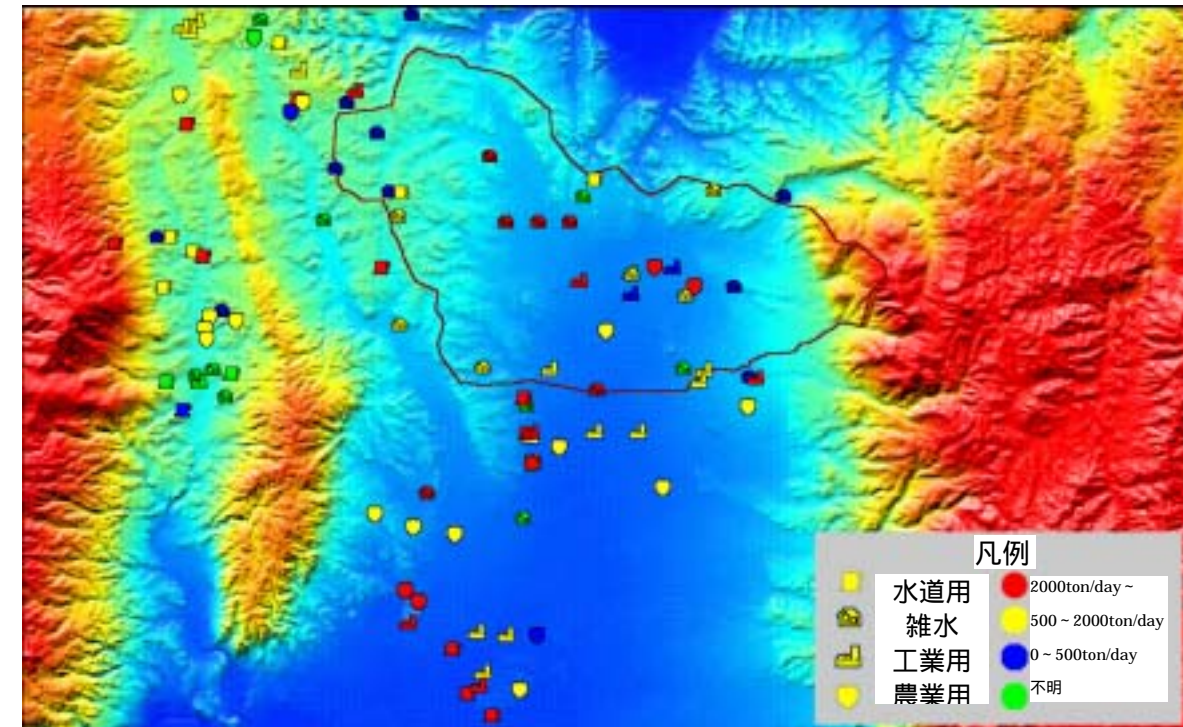 凡例
水道用
雑水
工業用
農業用
2000ton/day~
500~2000ton/day
0~500ton/day
不明